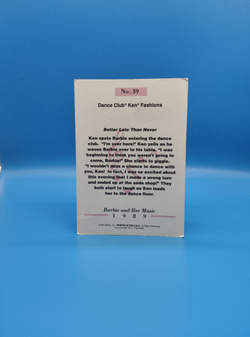 No. 39
Dance Club® Ken® Fashions
Better Late Than Never
Ken spots Barbie entering the dance
club. "I'm over here!" Ken yells as he
waves Barbie over to his table. "I was
beginning to think you weren't going to
come, Barbie!" She starts to giggle.
"I wouldn't miss a chance to dance with
you, Ken! In fact, I was so excited about
this evening that I made a wrong turn
and ended up at the soda shop!" They
both start to laugh as Ken leads
her to the dance floor.
Barbie and Her Music
1989